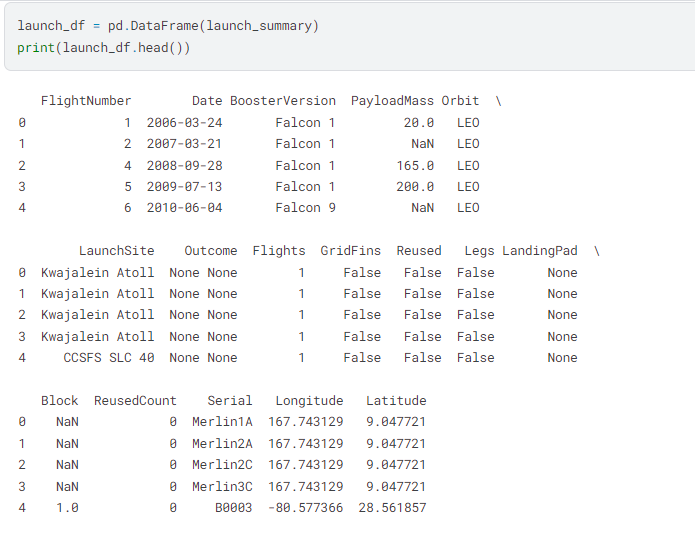 launch_df = pd.DataFrame(launch_summary)
print(launch_df.head())
FlightNumber Date BoosterVersion PayloadMass Orbit \
0 1 2006-03-24 Falcon 1 20.0 LEO
1 2 2007-03-21 Falcon 1 NaN LEO
2 4 2008-09-28 Falcon 1 165.0 LEO
3 5 2009-07-13 Falcon 1 200.0 LEO
4 6 2010-06-04 Falcon 9 NaN LEO
LaunchSite Outcome Flights GridFins Reused Legs LandingPad \
0 Kwajalein Atoll None None 1 False False False None
1 Kwajalein Atoll None None 1 False False False None
2 Kwajalein Atoll None None 1 False False False None
3 Kwajalein Atoll None None 1 False False False None
4 CCSFS SLC 40 None None 1 False False False None
Block ReusedCount Serial Longitude Latitude
0 NaN 0 Merlin1A 167.743129 9.047721
1 NaN 0 Merlin2A 167.743129 9.047721
2 NaN 0 Merlin2C 167.743129 9.047721
3 NaN 0 Merlin3C 167.743129 9.047721
4 1.0 0 B0003 -80.577366 28.561857